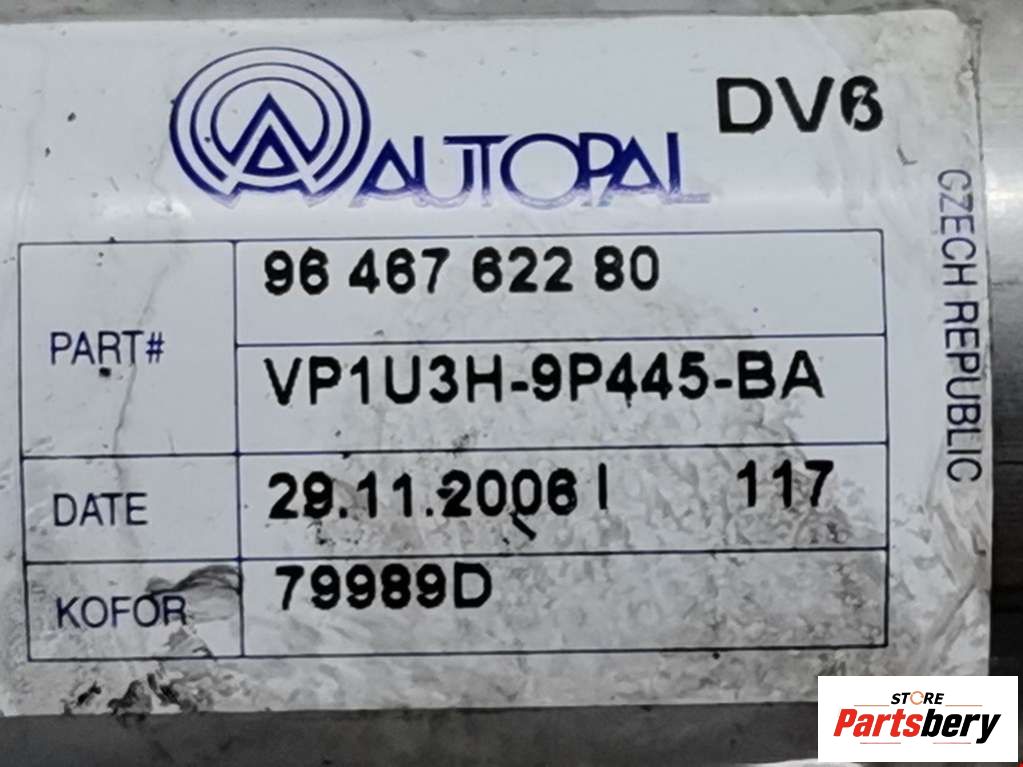 AUTOPAL
DV6
CZECH REPUBLIC
PART#
96 467 622 80
VP1U3H-9P445-BA
DATE
29.11.2006 I 117
KOFOR
79989D
STORE
Partsbery